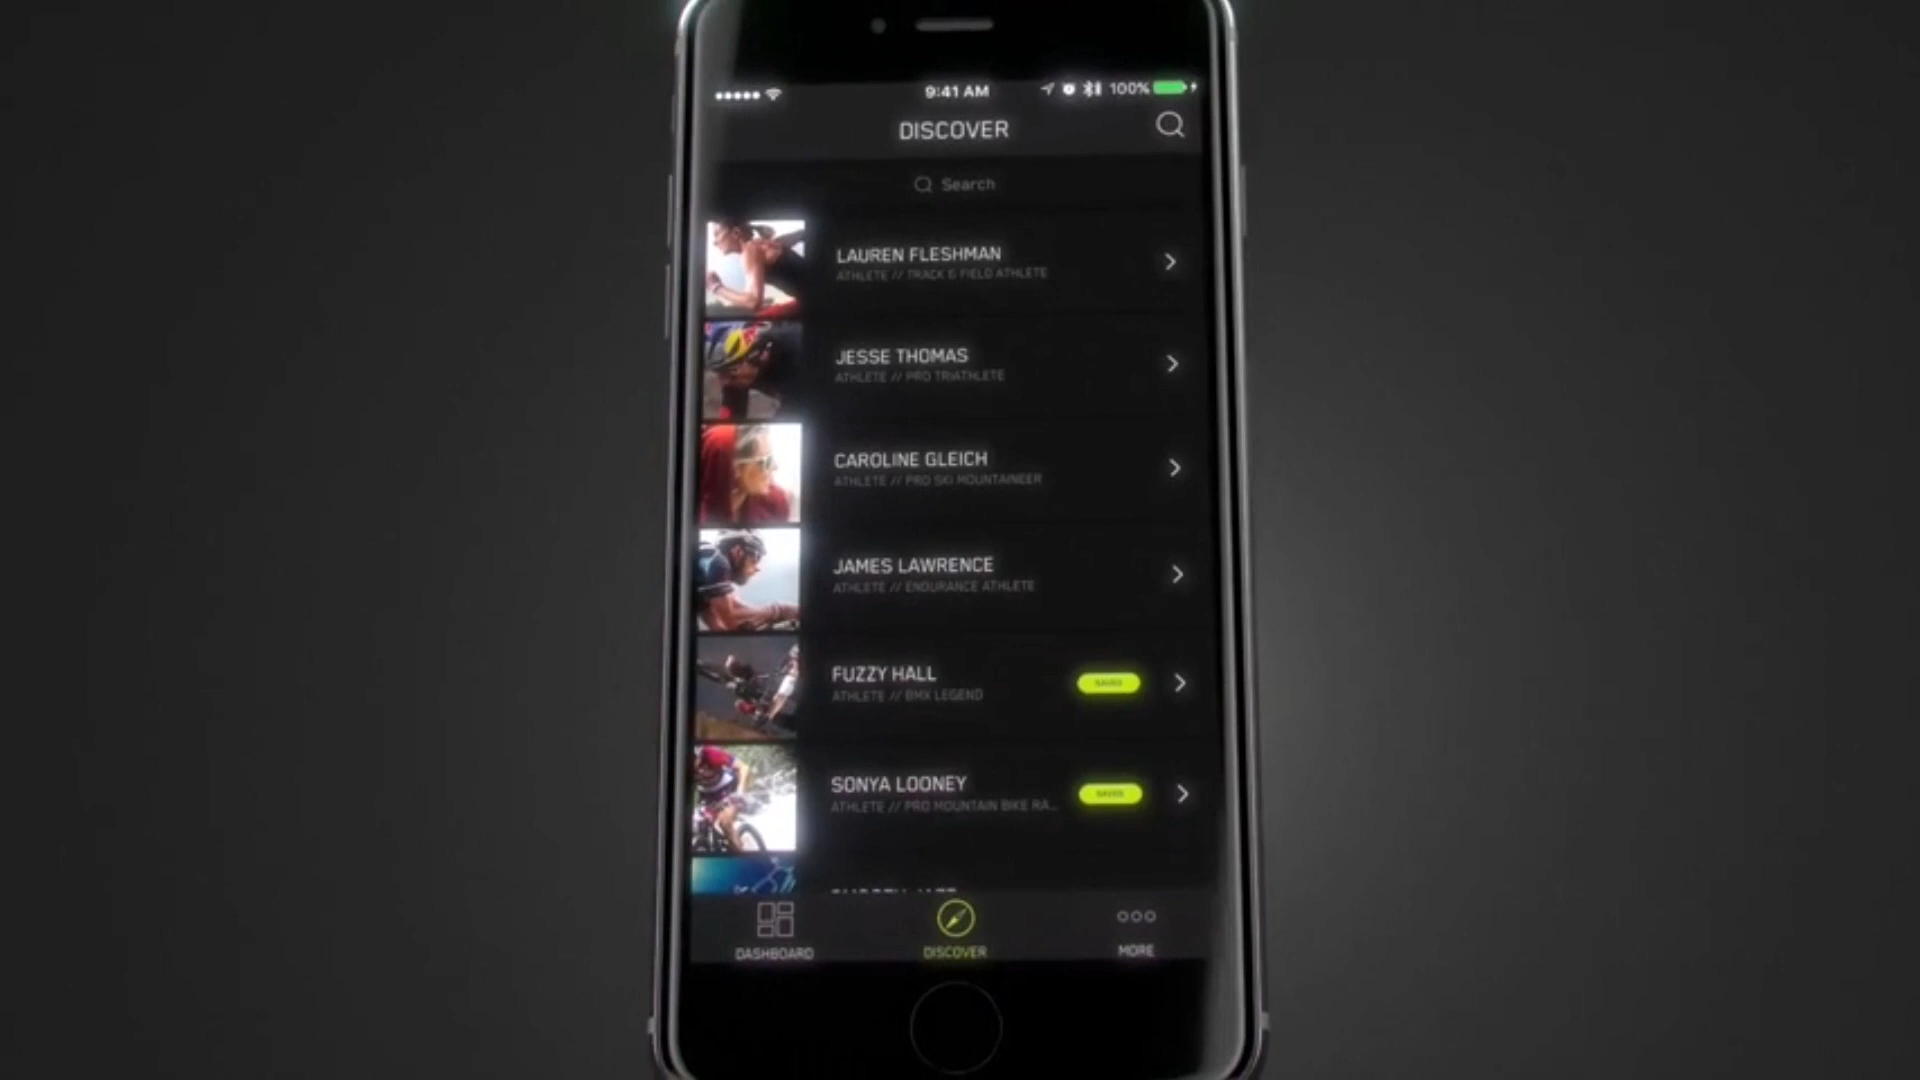 9:41 AM
100%
DISCOVER
Search
LAUREN FLESHMAN
ATHLETE // TRACK & FIELD ATHLETE
JESSE THOMAS
ATHLETE // PRO TRIATHLETE
CAROLINE GLEICH
ATHLETE // PRO SKI MOUNTAINEER
JAMES LAWRENCE
ATHLETE // ENDURANCE ATHLETE
FUZZY HALL
ATHLETE // BMX LEGEND
SAVED
SONYA LOONEY
ATHLETE // PRO MOUNTAIN BIKE RA...
SAVED
DASHBOARD
DISCOVER
MORE